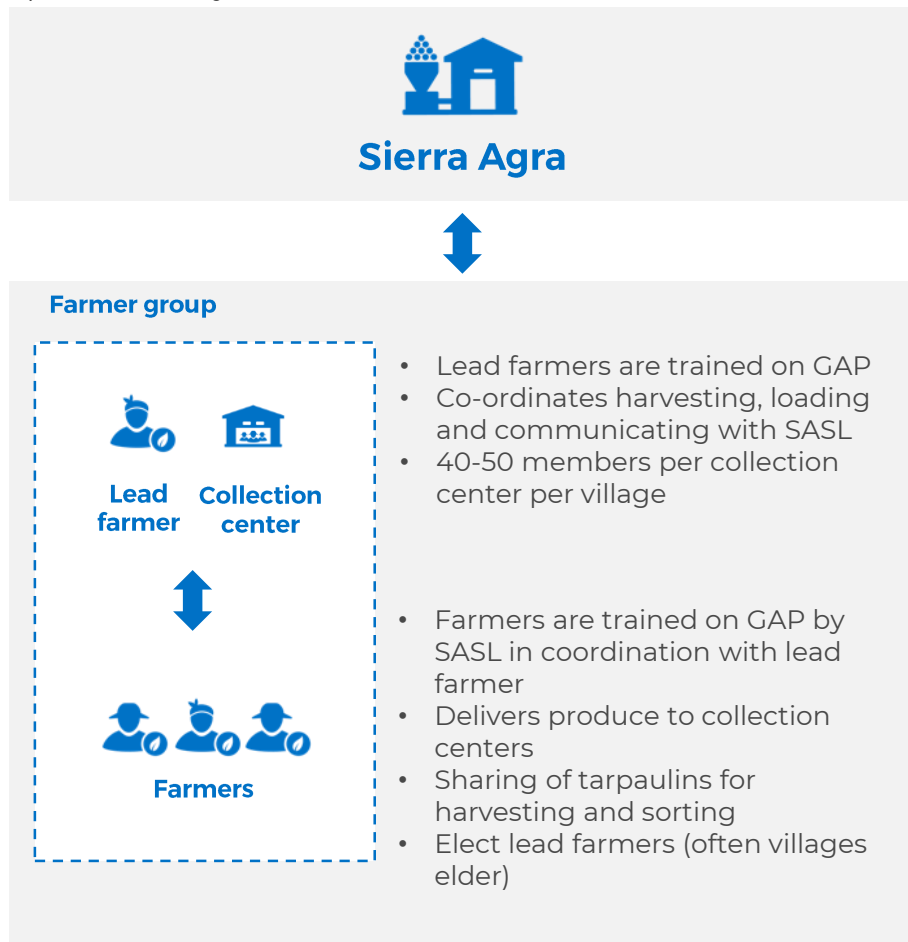 Sierra Agra
Farmer group
Lead
farmer
Collection
center
• Lead farmers are trained on GAP
• Co-ordinates harvesting, loading
and communicating with SASL
• 40-50 members per collection
center per village
Farmers
• Farmers are trained on GAP by
SASL in coordination with lead
farmer
• Delivers produce to collection
centers
• Sharing of tarpaulins for
harvesting and sorting
• Elect lead farmers (often villages
elder)